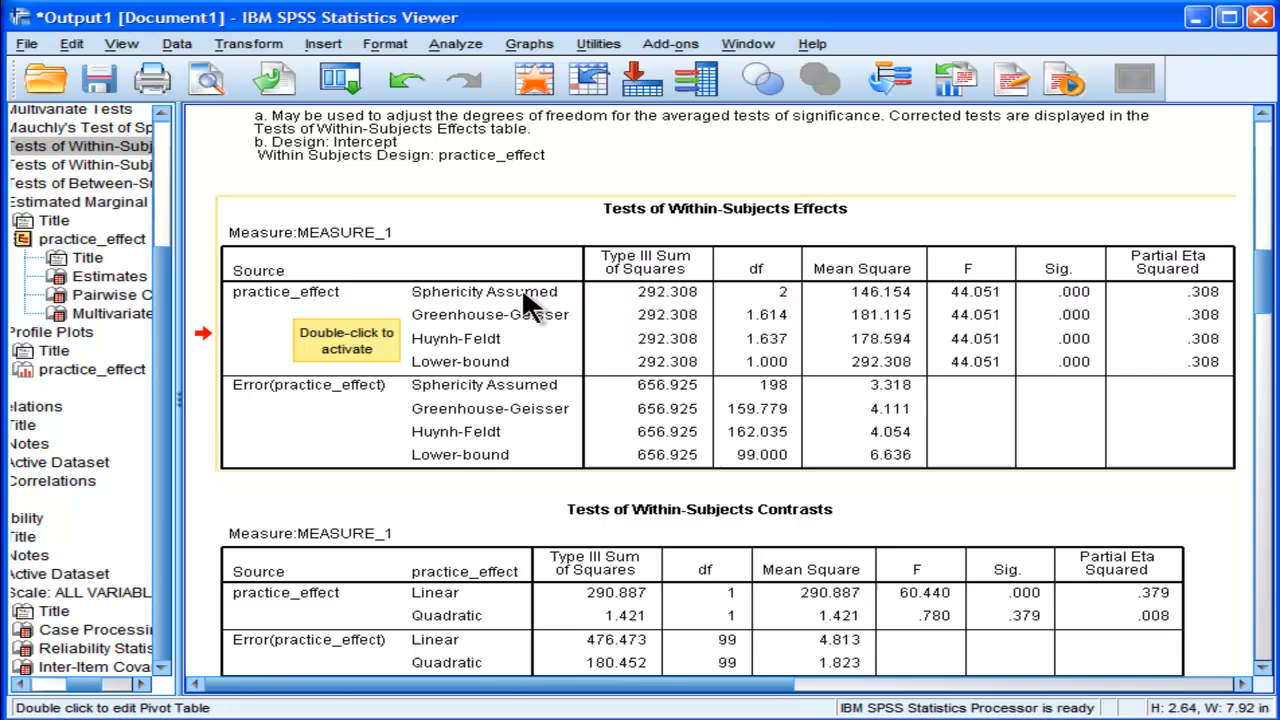 *Output1 [Document1] - IBM SPSS Statistics Viewer
File Edit View Data Transform Insert Format Analyze Graphs Utilities Add-ons Window Help
Multivariate Tests
Mauchly's Test of Sp
Tests of Within-Subj
Tests of Within-Subj
Tests of Between-Su
Estimated Marginal
Title
practice_effect
Title
Estimates
Pairwise C
Multivariate
Profile Plots
Title
practice_effect
elations
Title
Notes
Active Dataset
Correlations
ibility
Title
Notes
Active Dataset
Scale: ALL VARIABL
Title
Case Processi
Reliability Statis
Inter-Item Cova
a. May be used to adjust the degrees of freedom for the averaged tests of significance. Corrected tests are displayed in the
Tests of Within-Subjects Effects table.
b. Design: Intercept
Within Subjects Design: practice_effect
Tests of Within-Subjects Effects
Measure:MEASURE_1
Source Type III Sum of Squares df Mean Square F Sig. Partial Eta Squared
practice_effect Sphericity Assumed 292.308 2 146.154 44.051 .000 .308
Greenhouse-Geisser 292.308 1.614 181.115 44.051 .000 .308
Huynh-Feldt 292.308 1.637 178.594 44.051 .000 .308
Lower-bound 292.308 1.000 292.308 44.051 .000 .308
Error(practice_effect) Sphericity Assumed 656.925 198 3.318
Greenhouse-Geisser 656.925 159.779 4.111
Huynh-Feldt 656.925 162.035 4.054
Lower-bound 656.925 99.000 6.636
Double-click to
activate
Tests of Within-Subjects Contrasts
Measure:MEASURE_1
Source practice_effect Type III Sum of Squares df Mean Square F Sig. Partial Eta Squared
practice_effect Linear 290.887 1 290.887 60.440 .000 .379
Quadratic 1.421 1 1.421 .780 .379 .008
Error(practice_effect) Linear 476.473 99 4.813
Quadratic 180.452 99 1.823
Double click to edit Pivot Table
IBM SPSS Statistics Processor is ready
H: 2.64, W: 7.92 in